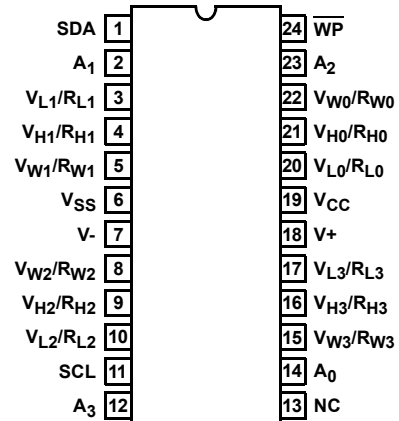 SDA 1 24 W̅P̅
A1 2 23 A2
VL1/RL1 3 22 VW0/RW0
VH1/RH1 4 21 VH0/RH0
VW1/RW1 5 20 VL0/RL0
VSS 6 19 VCC
V- 7 18 V+
VW2/RW2 8 17 VL3/RL3
VH2/RH2 9 16 VH3/RH3
VL2/RL2 10 15 VW3/RW3
SCL 11 14 A0
A3 12 13 NC